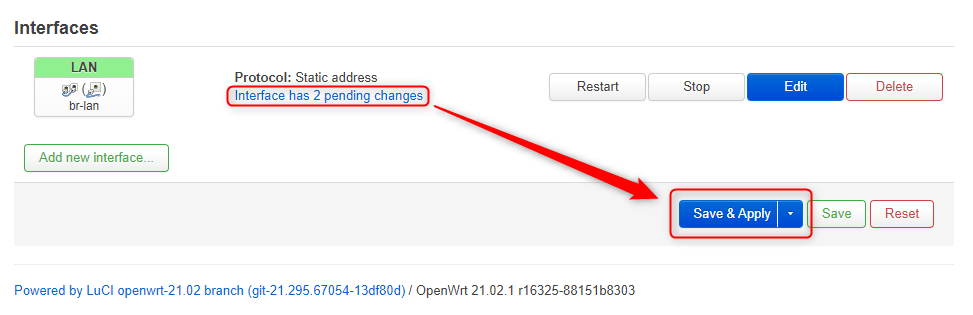 Interfaces
LAN
Protocol: Static address
Interface has 2 pending changes
Restart
Stop
Edit
Delete
br-lan
Add new interface...
Save & Apply
Save
Reset
Powered by LuCI openwrt-21.02 branch (git-21.295.67054-13df80d) / OpenWrt 21.02.1 r16325-88151b8303